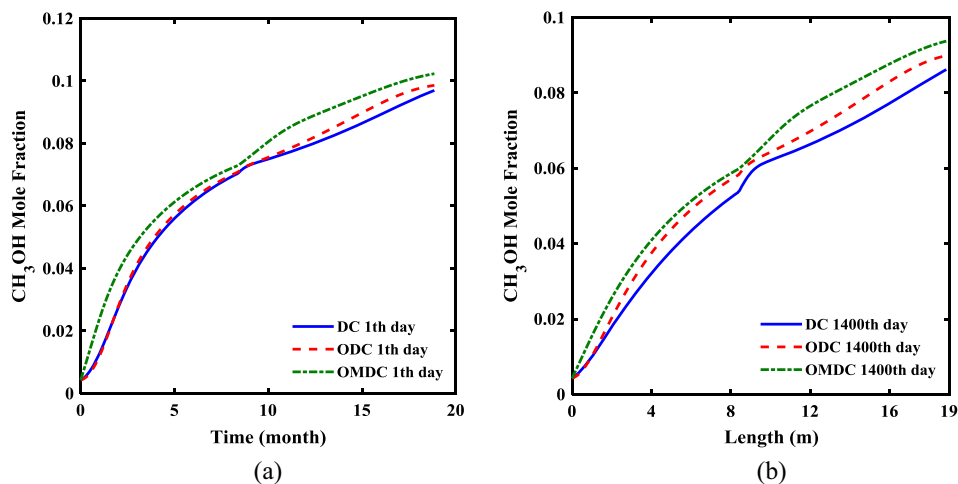 0.12
0.1
0.08
0.06
0.04
0.02
0
CH3OH Mole Fraction
DC 1th day
ODC 1th day
OMDC 1th day
0 5 10 15 20
Time (month)
(a)
0.1
0.08
0.06
0.04
0.02
0
CH3OH Mole Fraction
DC 1400th day
ODC 1400th day
OMDC 1400th day
0 4 8 12 16 19
Length (m)
(b)